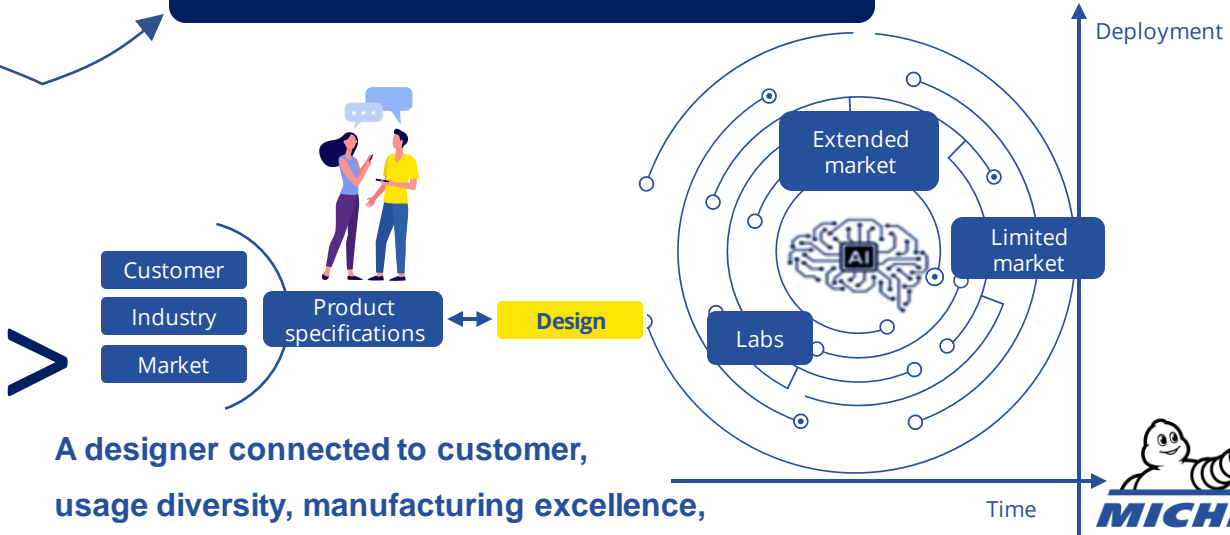 Deployment
Extended
market
AI
Limited
market
Customer
Industry
Market
Product
specifications
Design
Labs
A designer connected to customer,
usage diversity, manufacturing excellence,
Time